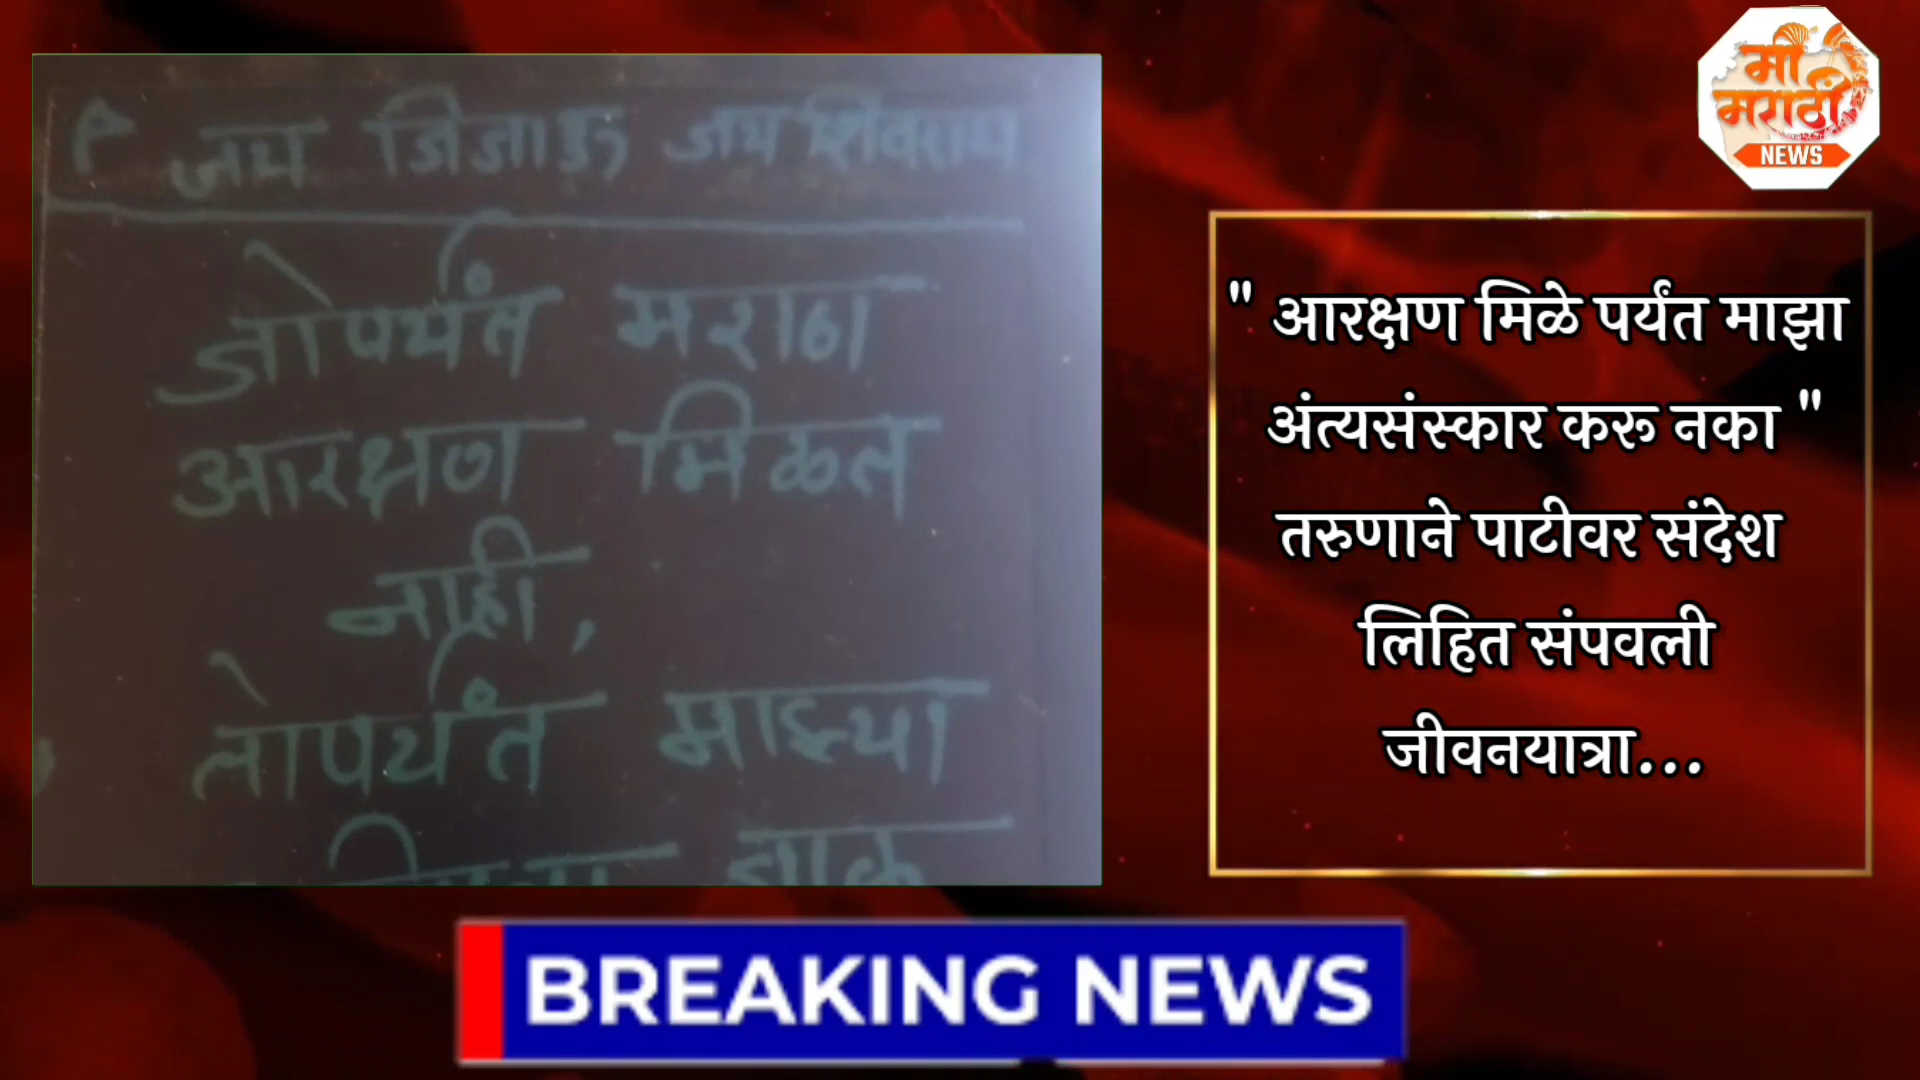 जय जिजाऊ जय शिवराय
जोपर्यंत मराठा
आरक्षण मिळत
नाही,
तोपर्यंत माझ्या
मी
मराठी
NEWS
" आरक्षण मिळे पर्यंत माझा
अंत्यसंस्कार करू नका "
तरुणाने पाटीवर संदेश
लिहित संपवली
जीवनयात्रा...
BREAKING NEWS